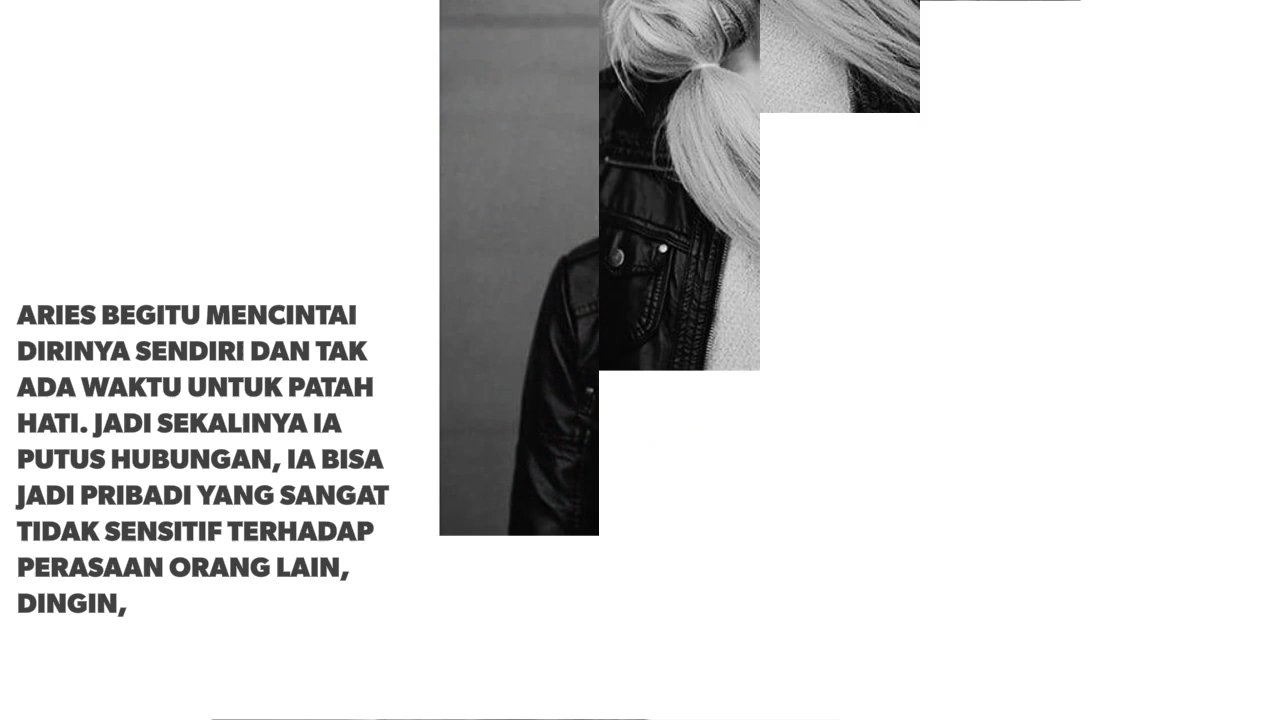 ARIES BEGITU MENCINTAI
DIRINYA SENDIRI DAN TAK
ADA WAKTU UNTUK PATAH
HATI. JADI SEKALINYA IA
PUTUS HUBUNGAN, IA BISA
JADI PRIBADI YANG SANGAT
TIDAK SENSITIF TERHADAP
PERASAAN ORANG LAIN,
DINGIN,